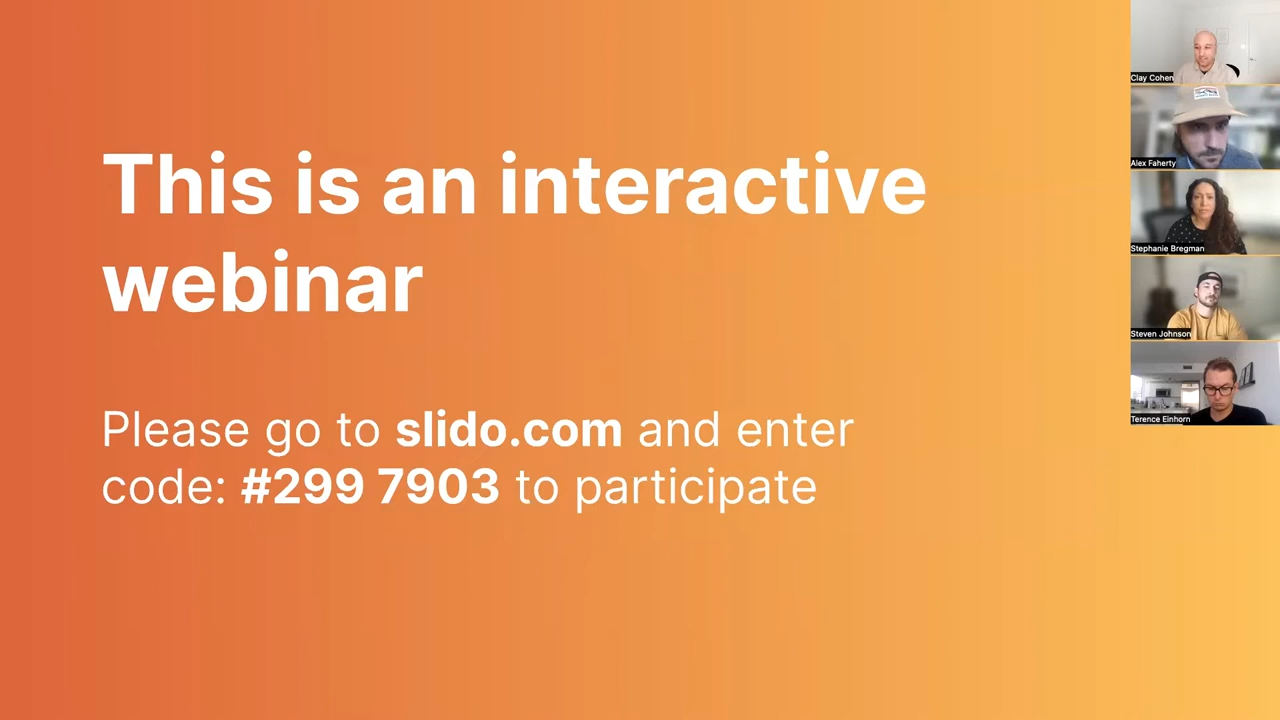 This is an interactive
webinar
Please go to slido.com and enter
code: #299 7903 to participate
Clay Cohen
Alex Faherty
Stephanie Bregman
Steven Johnson
Terence Einhorn